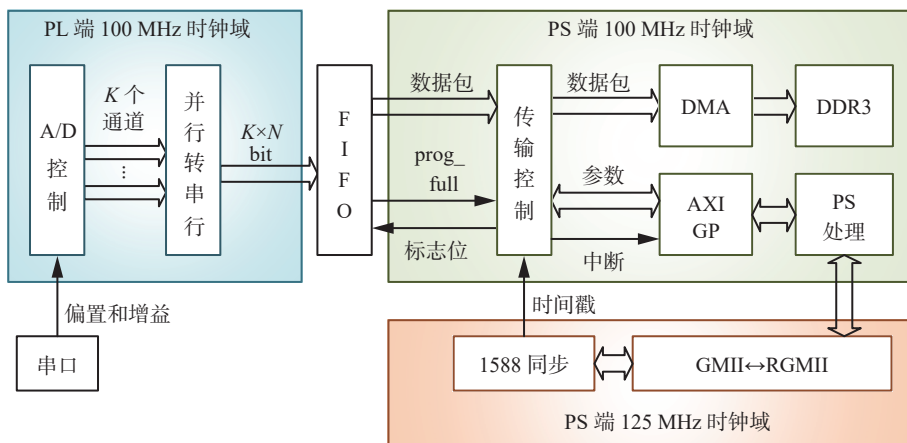 PL 端 100 MHz 时钟域
A/D
控
制
K 个
通道
...
并
行
转
串
行
K×N
bit
偏置和增益
串口
F
I
F
O
PS 端 100 MHz 时钟域
数据包
prog_
full
标志位
传
输
控
制
数据包
DMA
DDR3
参数
AXI
GP
PS
处理
中断
时间戳
1588 同步
GMII↔RGMII
PS 端 125 MHz 时钟域